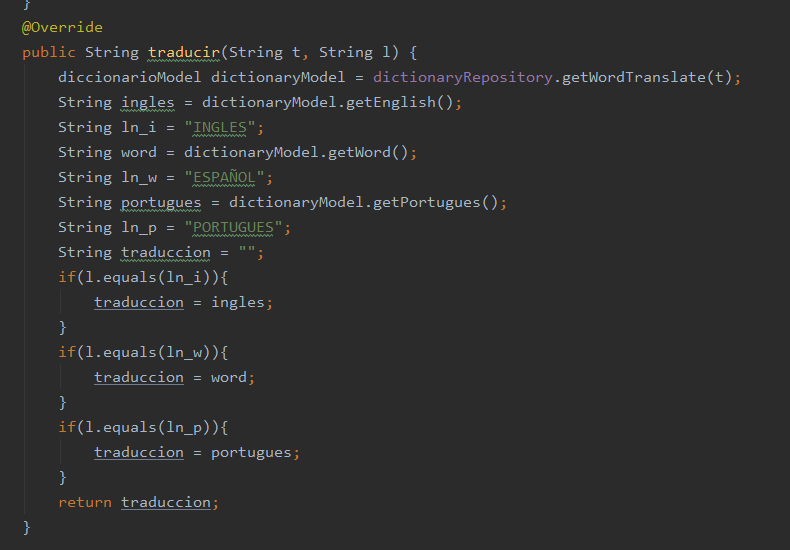 }
@Override
public String traducir(String t, String l) {
diccionarioModel dictionaryModel = dictionaryRepository.getWordTranslate(t);
String ingles = dictionaryModel.getEnglish();
String ln_i = "INGLES";
String word = dictionaryModel.getWord();
String ln_w = "ESPAÑOL";
String portugues = dictionaryModel.getPortugues();
String ln_p = "PORTUGUES";
String traduccion = "";
if(l.equals(ln_i)){
traduccion = ingles;
}
if(l.equals(ln_w)){
traduccion = word;
}
if(l.equals(ln_p)){
traduccion = portugues;
}
return traduccion;
}